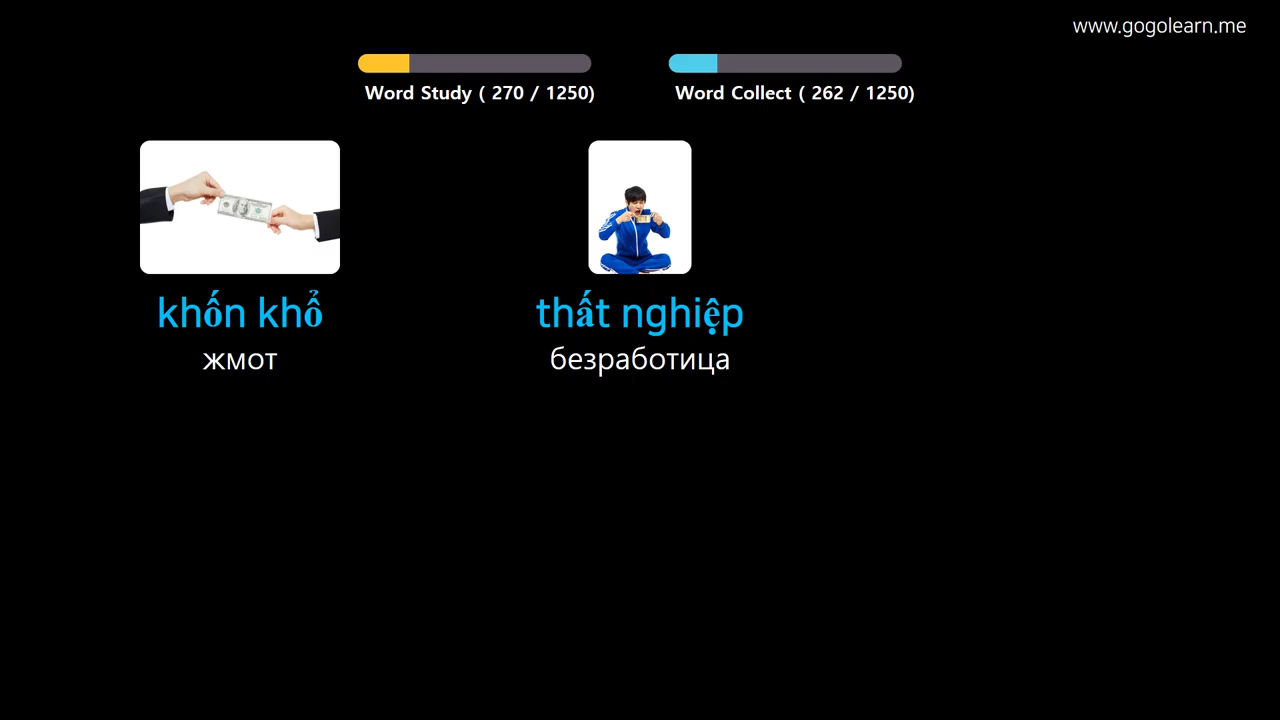 www.gogolearn.me
Word Study ( 270 / 1250)
Word Collect ( 262 / 1250)
khốn khổ
thất nghiệp
жмот
безработица